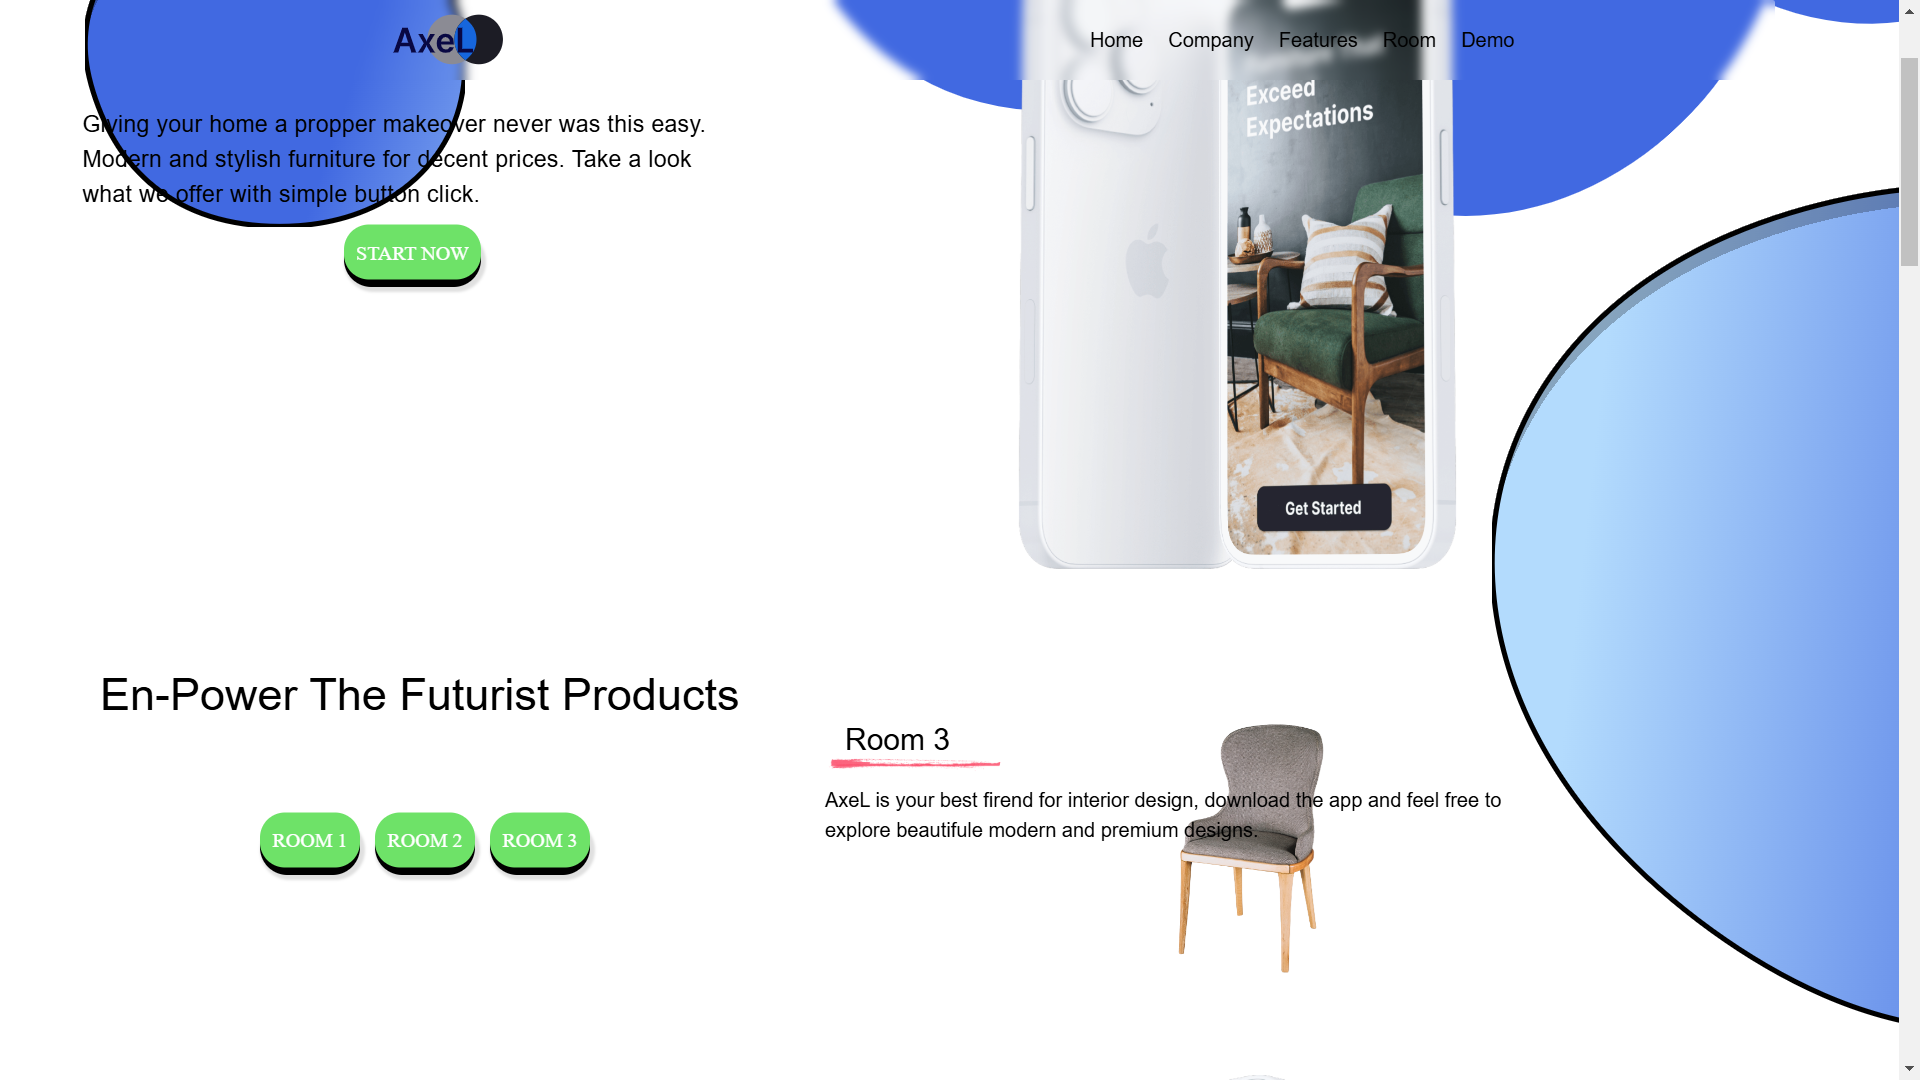 AxeL
Home Company Features Room Demo
Exceed
Expectations
Giving your home a propper makeover never was this easy.
Modern and stylish furniture for decent prices. Take a look
what we offer with simple button click.
START NOW
Get Started
En-Power The Futurist Products
Room 3
AxeL is your best firend for interior design, download the app and feel free to
explore beautifule modern and premium designs.
ROOM 1 ROOM 2 ROOM 3